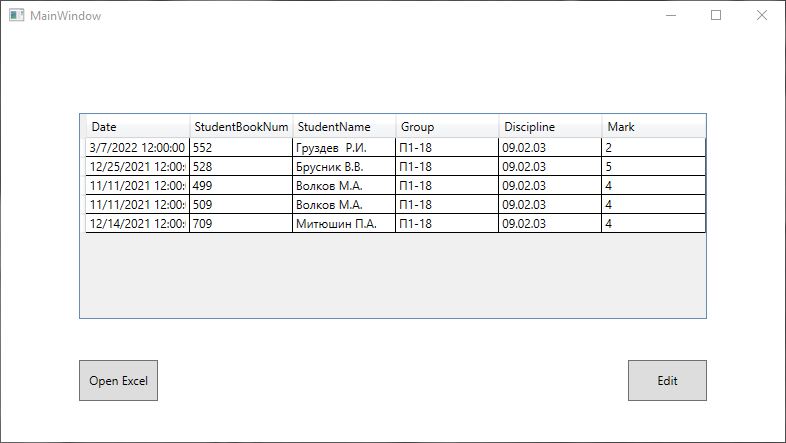 MainWindow
Date StudentBookNum StudentName Group Discipline Mark
3/7/2022 12:00:00 552 Груздев Р.И. П1-18 09.02.03 2
12/25/2021 12:00: 528 Брусник В.В. П1-18 09.02.03 5
11/11/2021 12:00: 499 Волков М.А. П1-18 09.02.03 4
11/11/2021 12:00: 509 Волков М.А. П1-18 09.02.03 4
12/14/2021 12:00: 709 Митюшин П.А. П1-18 09.02.03 4
Open Excel Edit